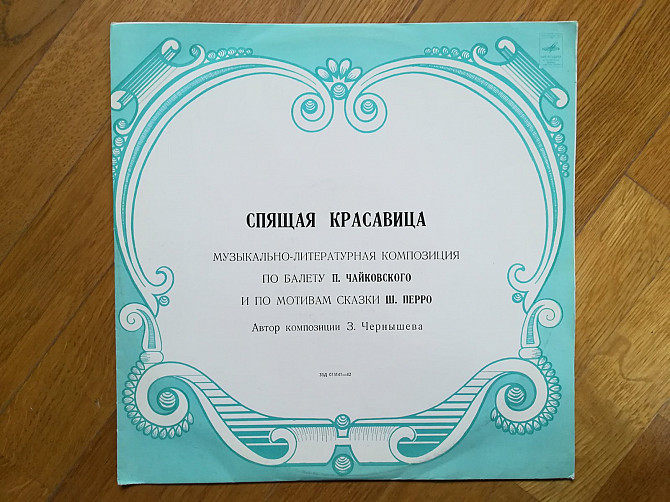 СПЯЩАЯ КРАСАВИЦА
МУЗЫКАЛЬНО-ЛИТЕРАТУРНАЯ КОМПОЗИЦИЯ
ПО БАЛЕТУ П. ЧАЙКОВСКОГО
И ПО МОТИВАМ СКАЗКИ Ш. ПЕРРО
Автор композиции З. Чернышева